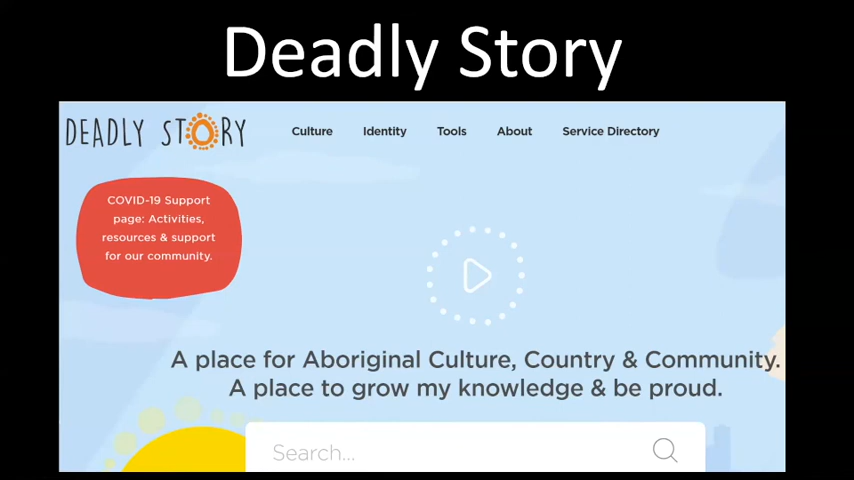 Deadly Story
DEADLY STORY
Culture Identity Tools About Service Directory
COVID-19 Support
page: Activities,
resources & support
for our community.
A place for Aboriginal Culture, Country & Community.
A place to grow my knowledge & be proud.
Search...